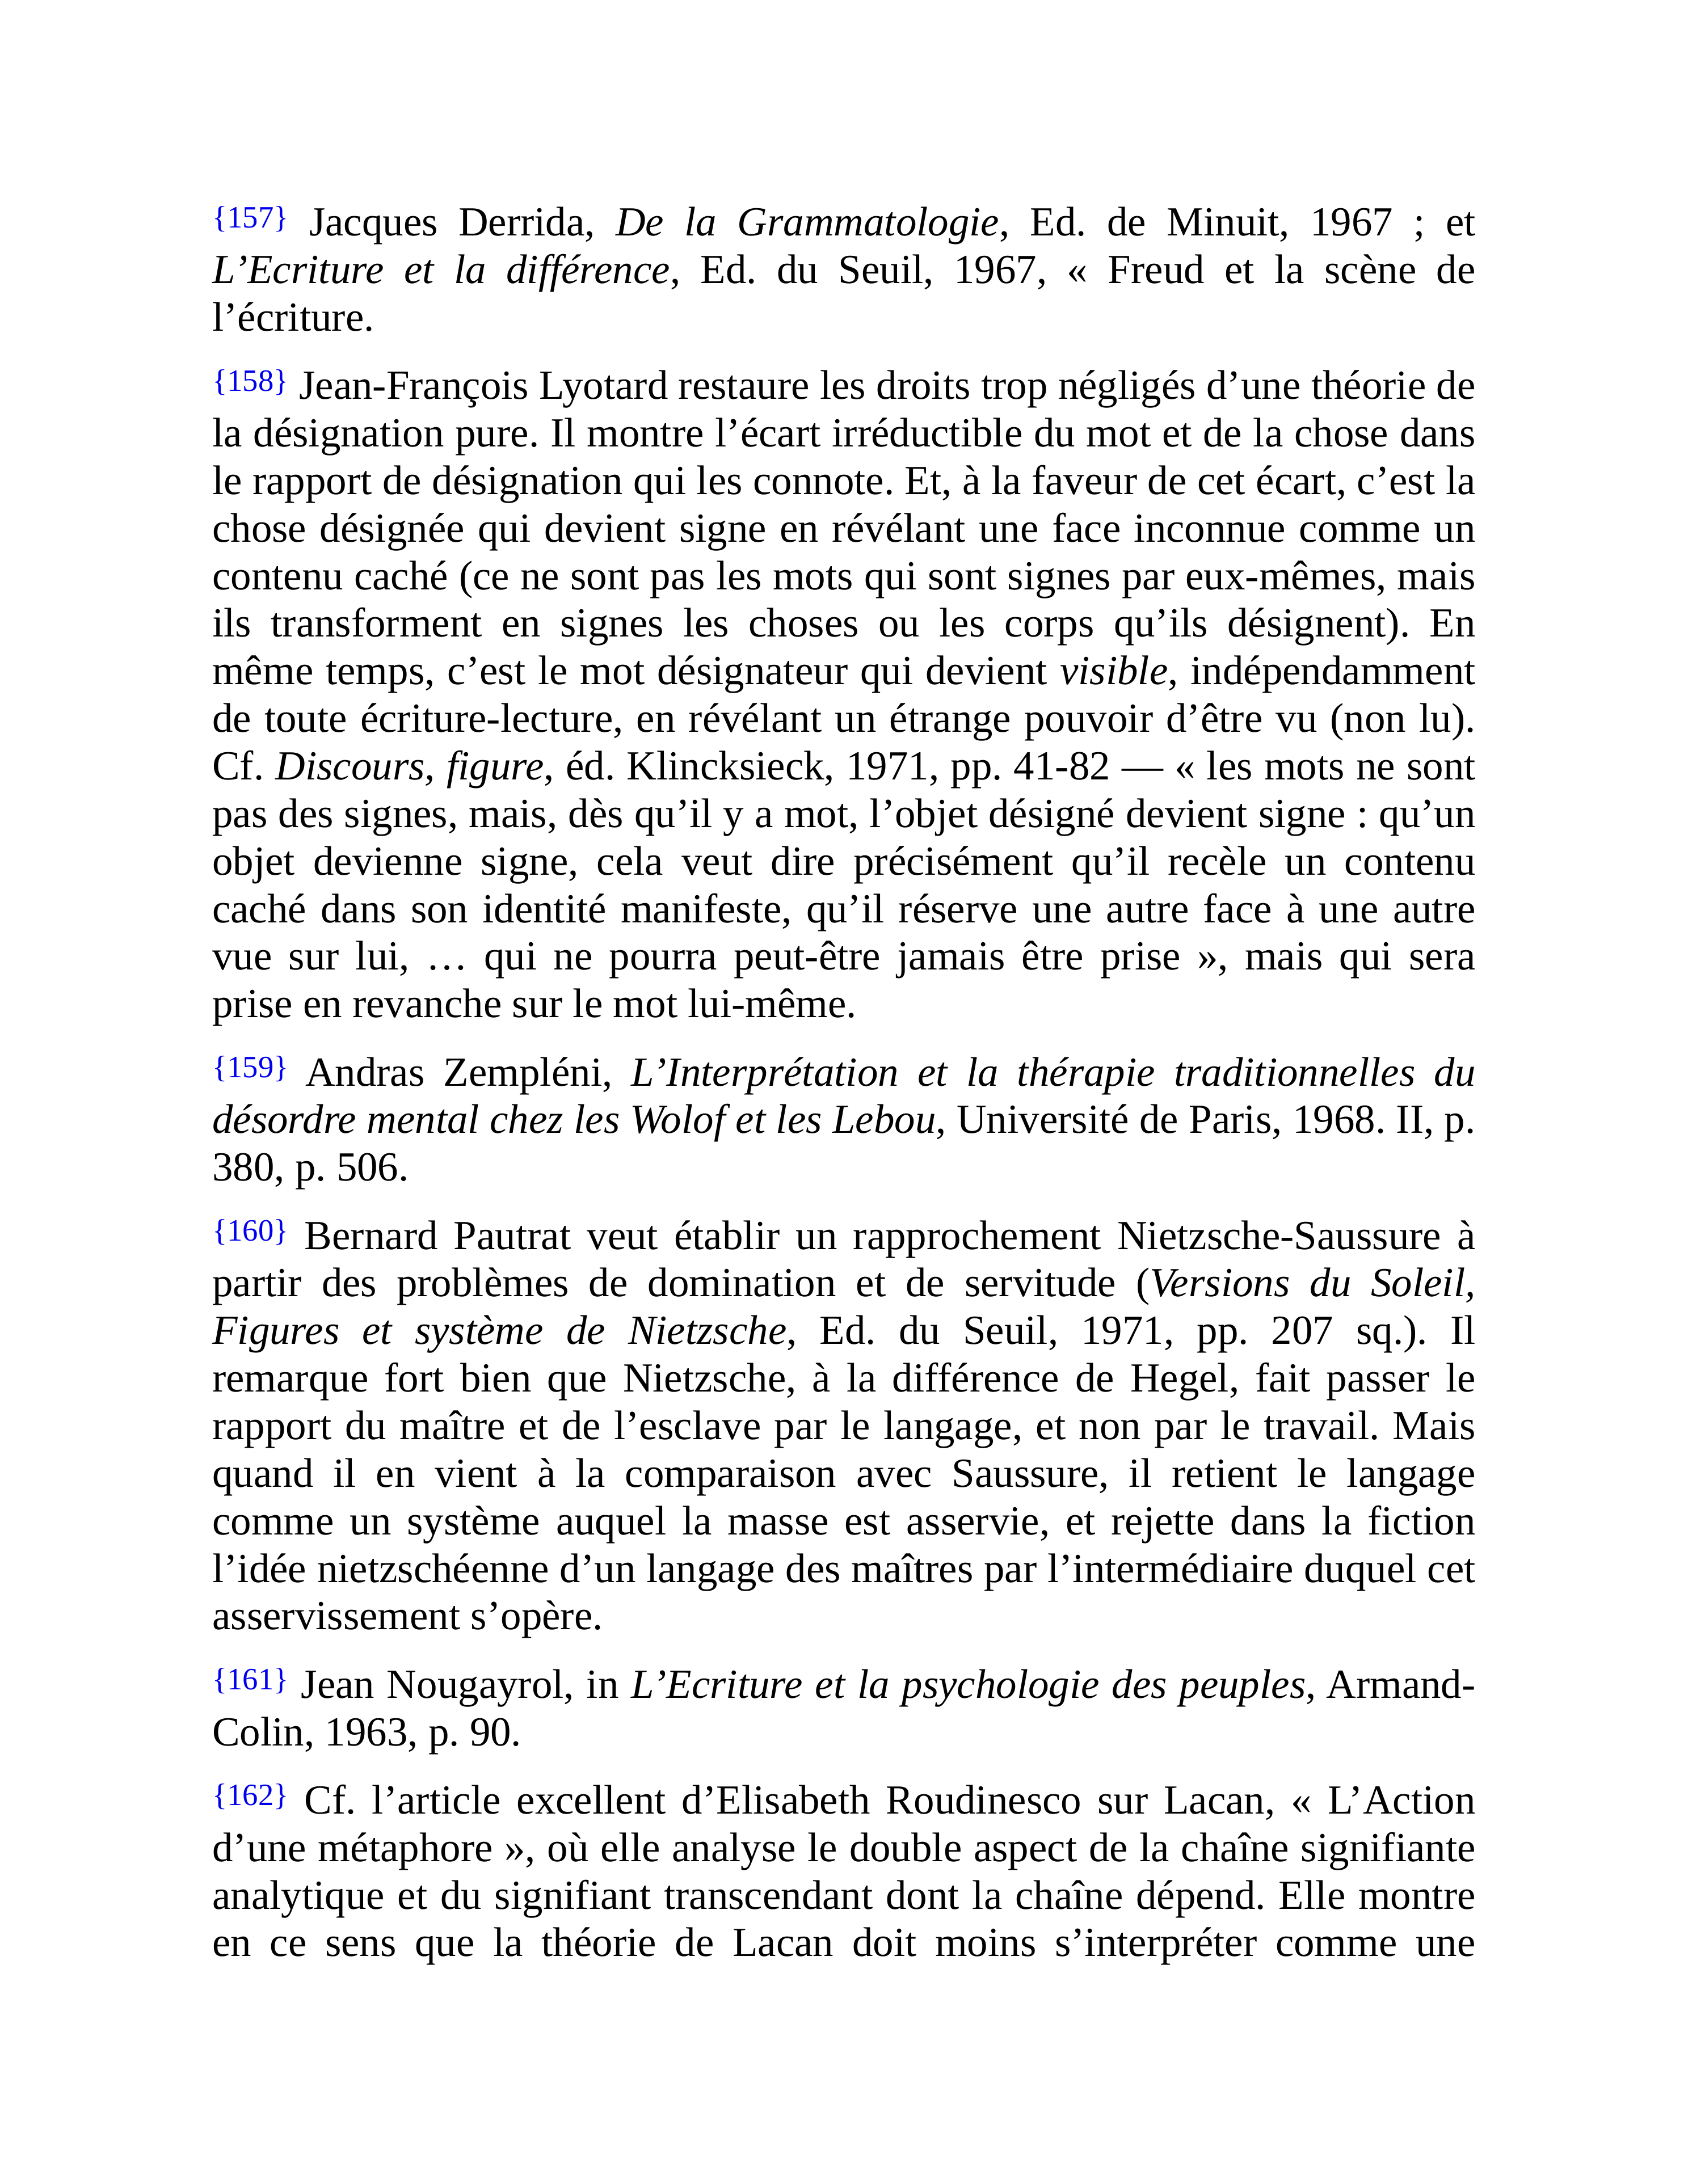 {157} Jacques Derrida, De la Grammatologie, Ed. de Minuit, 1967 ; et
L’Ecriture et la différence, Ed. du Seuil, 1967, « Freud et la scène de
l’écriture.
{158} Jean-François Lyotard restaure les droits trop négligés d’une théorie de
la désignation pure. Il montre l’écart irréductible du mot et de la chose dans
le rapport de désignation qui les connote. Et, à la faveur de cet écart, c’est la
chose désignée qui devient signe en révélant une face inconnue comme un
contenu caché (ce ne sont pas les mots qui sont signes par eux-mêmes, mais
ils transforment en signes les choses ou les corps qu’ils désignent). En
même temps, c’est le mot désignateur qui devient visible, indépendamment
de toute écriture-lecture, en révélant un étrange pouvoir d’être vu (non lu).
Cf. Discours, figure, éd. Klincksieck, 1971, pp. 41-82 — « les mots ne sont
pas des signes, mais, dès qu’il y a mot, l’objet désigné devient signe : qu’un
objet devienne signe, cela veut dire précisément qu’il recèle un contenu
caché dans son identité manifeste, qu’il réserve une autre face à une autre
vue sur lui, … qui ne pourra peut-être jamais être prise », mais qui sera
prise en revanche sur le mot lui-même.
{159} Andras Zempléni, L’Interprétation et la thérapie traditionnelles du
désordre mental chez les Wolof et les Lebou, Université de Paris, 1968. II, p.
380, p. 506.
{160} Bernard Pautrat veut établir un rapprochement Nietzsche-Saussure à
partir des problèmes de domination et de servitude (Versions du Soleil,
Figures et système de Nietzsche, Ed. du Seuil, 1971, pp. 207 sq.). Il
remarque fort bien que Nietzsche, à la différence de Hegel, fait passer le
rapport du maître et de l’esclave par le langage, et non par le travail. Mais
quand il en vient à la comparaison avec Saussure, il retient le langage
comme un système auquel la masse est asservie, et rejette dans la fiction
l’idée nietzschéenne d’un langage des maîtres par l’intermédiaire duquel cet
asservissement s’opère.
{161} Jean Nougayrol, in L’Ecriture et la psychologie des peuples, Armand-
Colin, 1963, p. 90.
{162} Cf. l’article excellent d’Elisabeth Roudinesco sur Lacan, « L’Action
d’une métaphore », où elle analyse le double aspect de la chaîne signifiante
analytique et du signifiant transcendant dont la chaîne dépend. Elle montre
en ce sens que la théorie de Lacan doit moins s’interpréter comme une